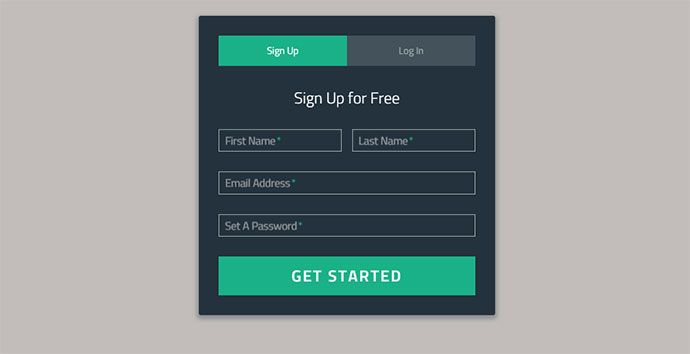 Sign Up Log In
Sign Up for Free
First Name* Last Name*
Email Address*
Set A Password*
GET STARTED